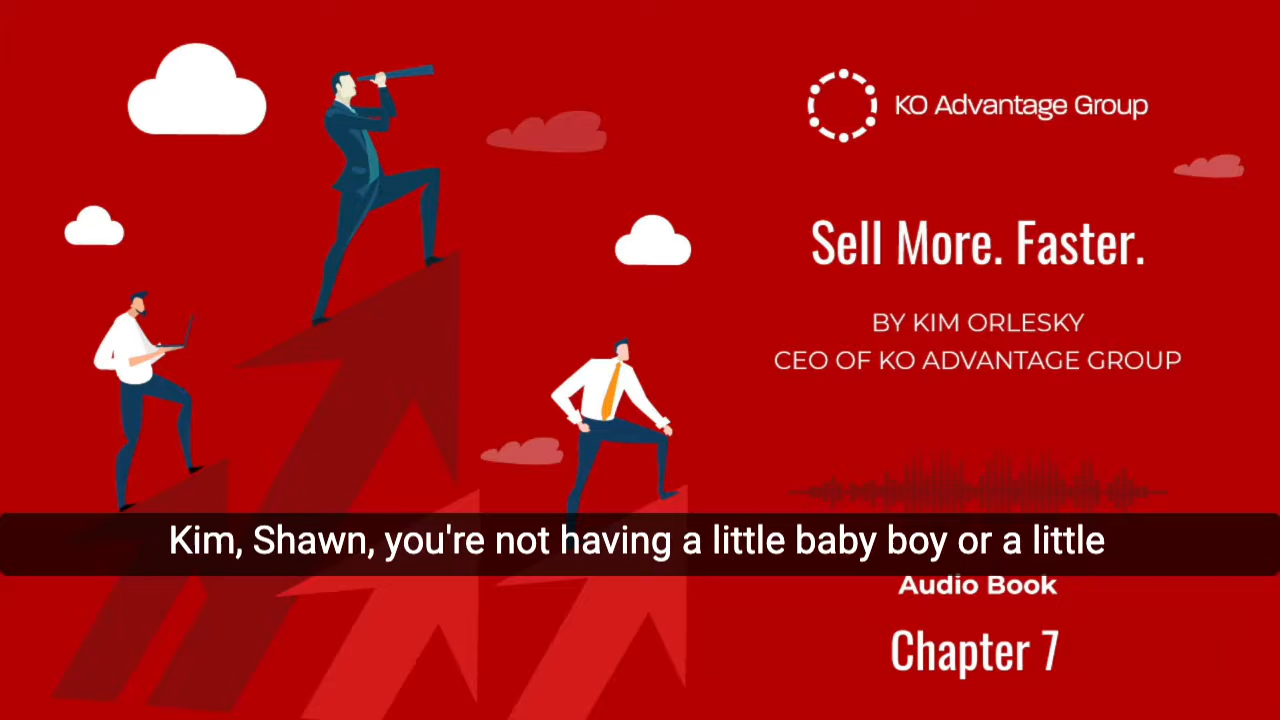 KO Advantage Group
Sell More. Faster.
BY KIM ORLESKY
CEO OF KO ADVANTAGE GROUP
Kim, Shawn, you're not having a little baby boy or a little
Audio Book
Chapter 7